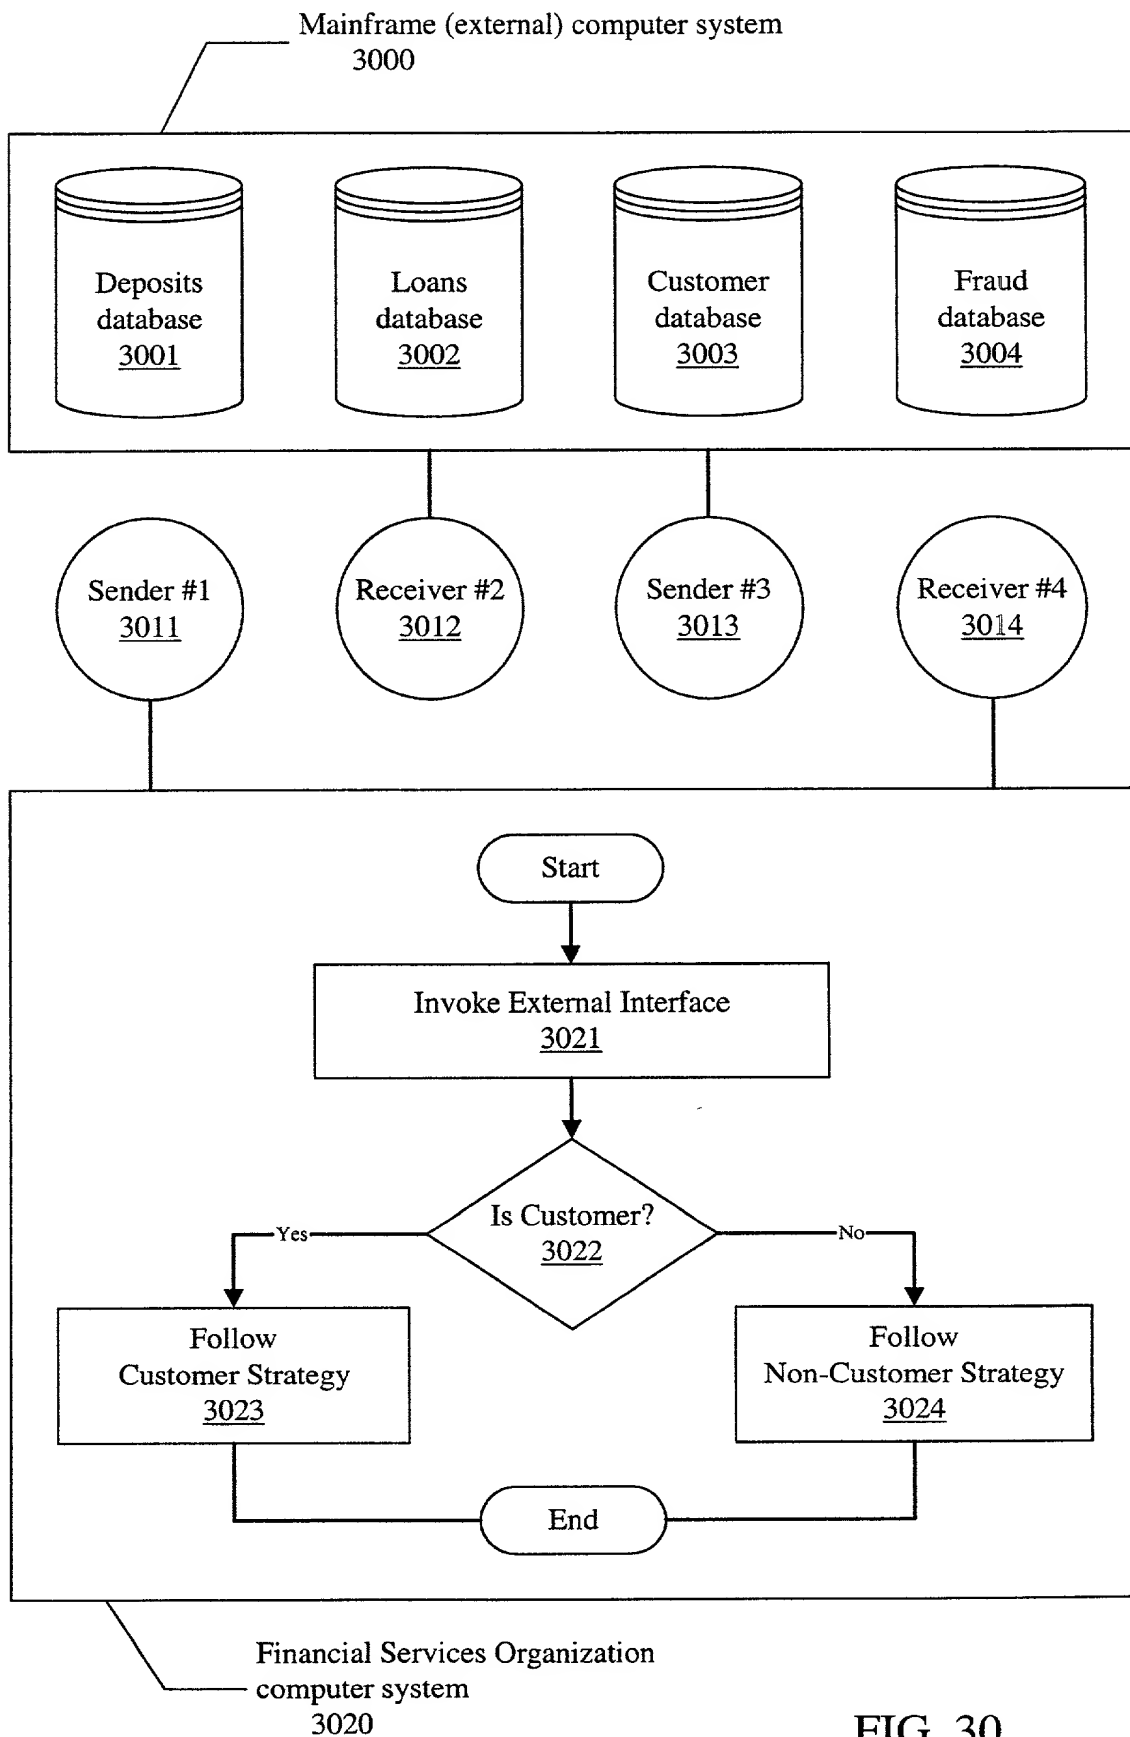 Mainframe (external) computer system
3000
Deposits
database
3001
Loans
database
3002
Customer
database
3003
Fraud
database
3004
Sender #1
3011
Receiver #2
3012
Sender #3
3013
Receiver #4
3014
Start
Invoke External Interface
3021
Is Customer?
3022
Yes
No
Follow
Customer Strategy
3023
Follow
Non-Customer Strategy
3024
End
Financial Services Organization
computer system
3020
FIG. 30